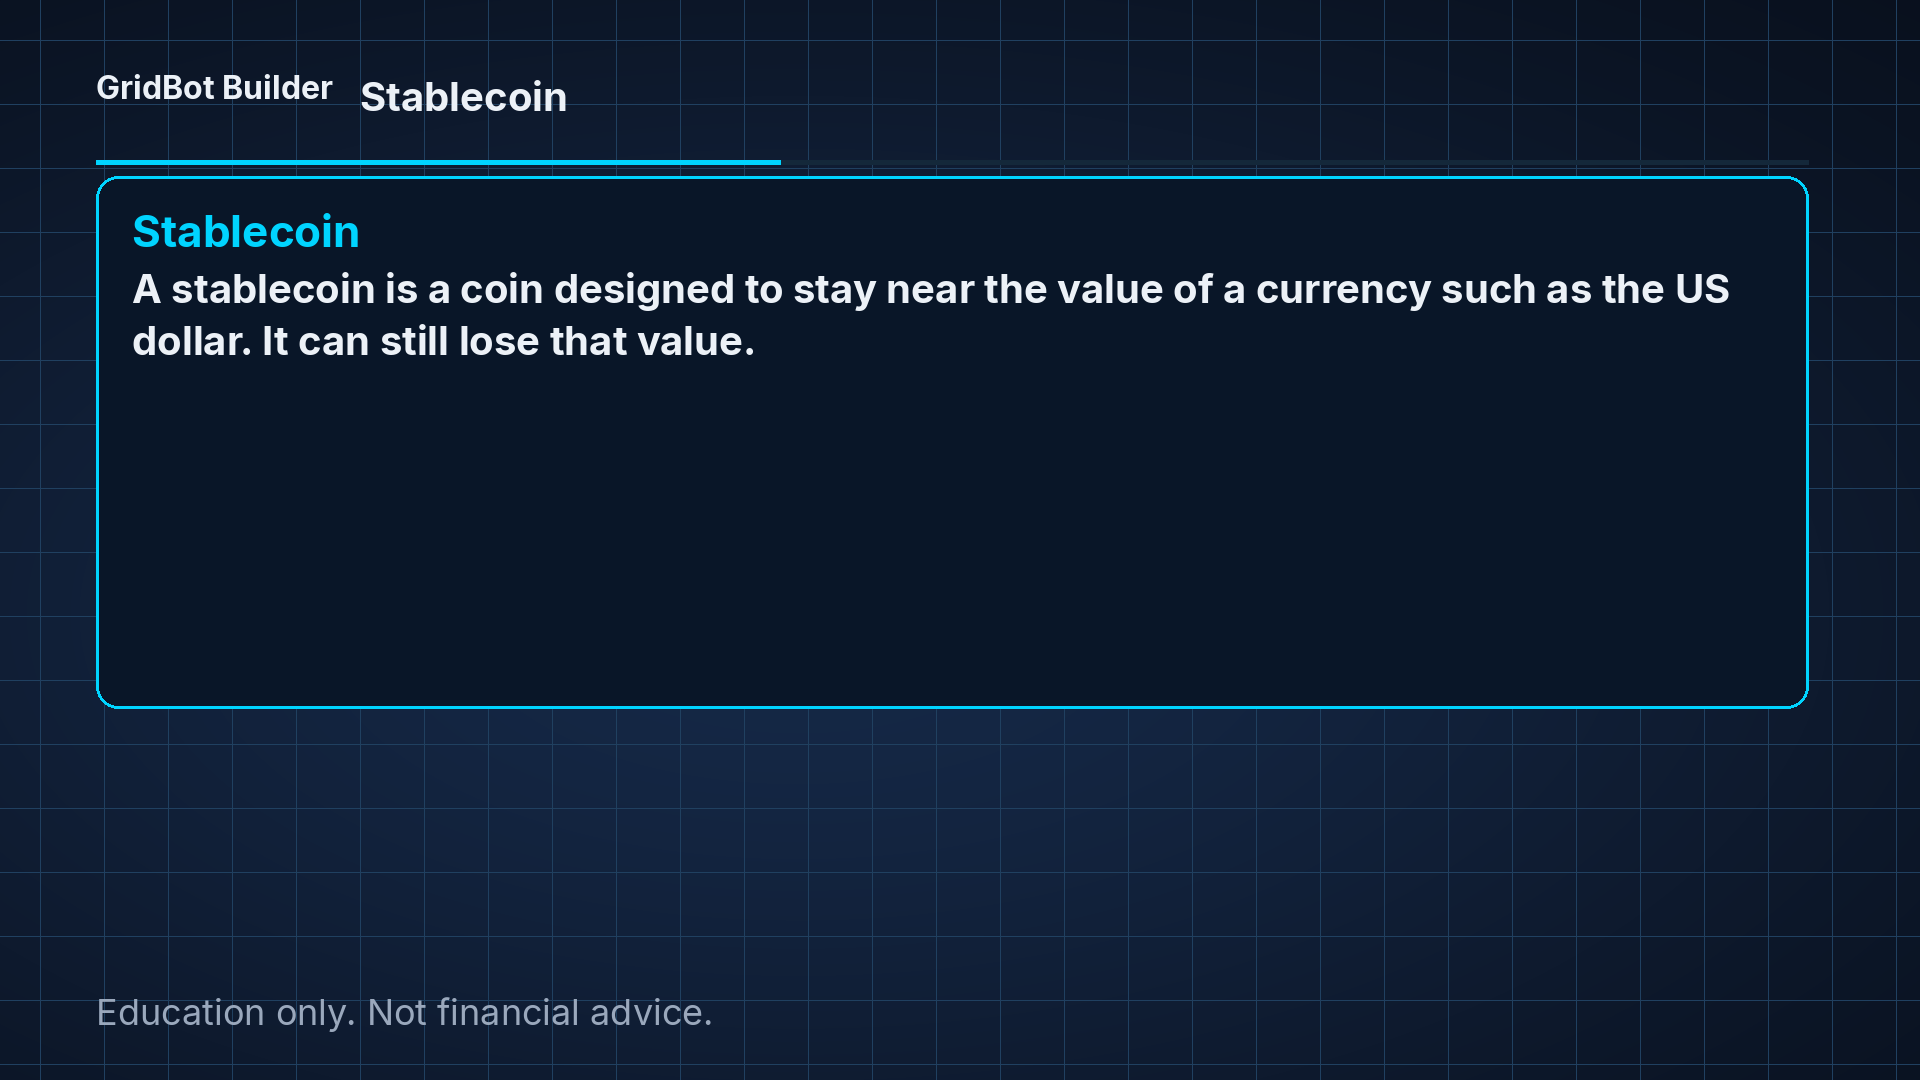 GridBot Builder
Stablecoin
Stablecoin
A stablecoin is a coin designed to stay near the value of a currency such as the US
dollar. It can still lose that value.
Education only. Not financial advice.